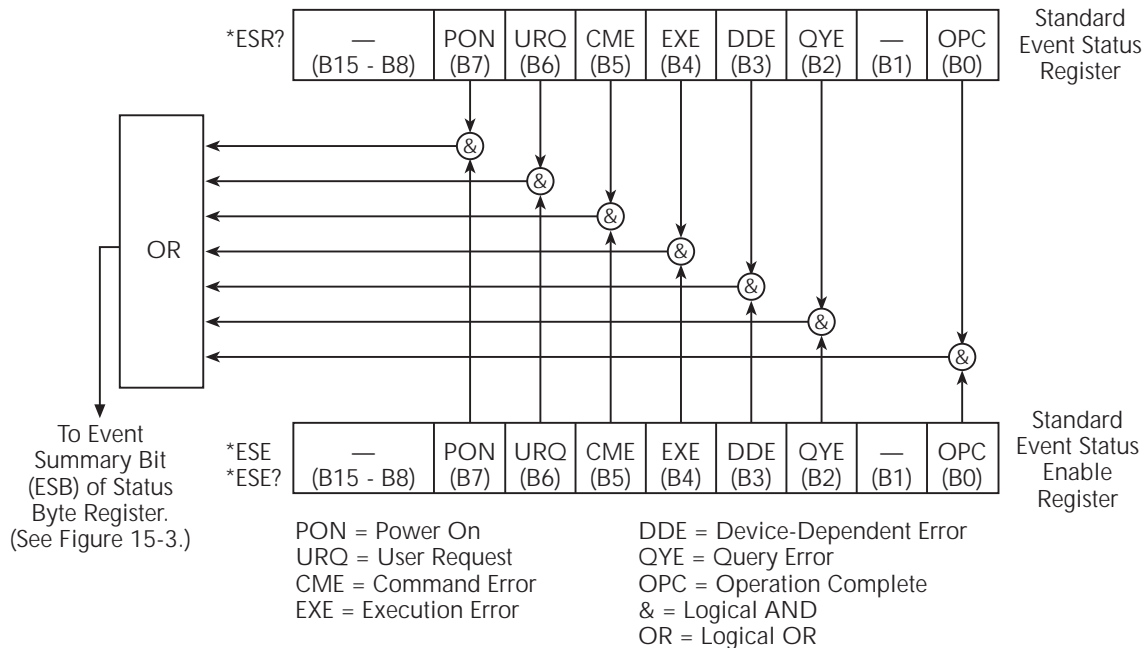 *ESR?
— (B15 - B8)
PON (B7)
URQ (B6)
CME (B5)
EXE (B4)
DDE (B3)
QYE (B2)
— (B1)
OPC (B0)
Standard
Event Status
Register
&
&
&
&
&
&
&
OR
To Event
Summary Bit
(ESB) of Status
Byte Register.
(See Figure 15-3.)
*ESE
*ESE?
— (B15 - B8)
PON (B7)
URQ (B6)
CME (B5)
EXE (B4)
DDE (B3)
QYE (B2)
— (B1)
OPC (B0)
Standard
Event Status
Enable
Register
PON = Power On
URQ = User Request
CME = Command Error
EXE = Execution Error
DDE = Device-Dependent Error
QYE = Query Error
OPC = Operation Complete
& = Logical AND
OR = Logical OR